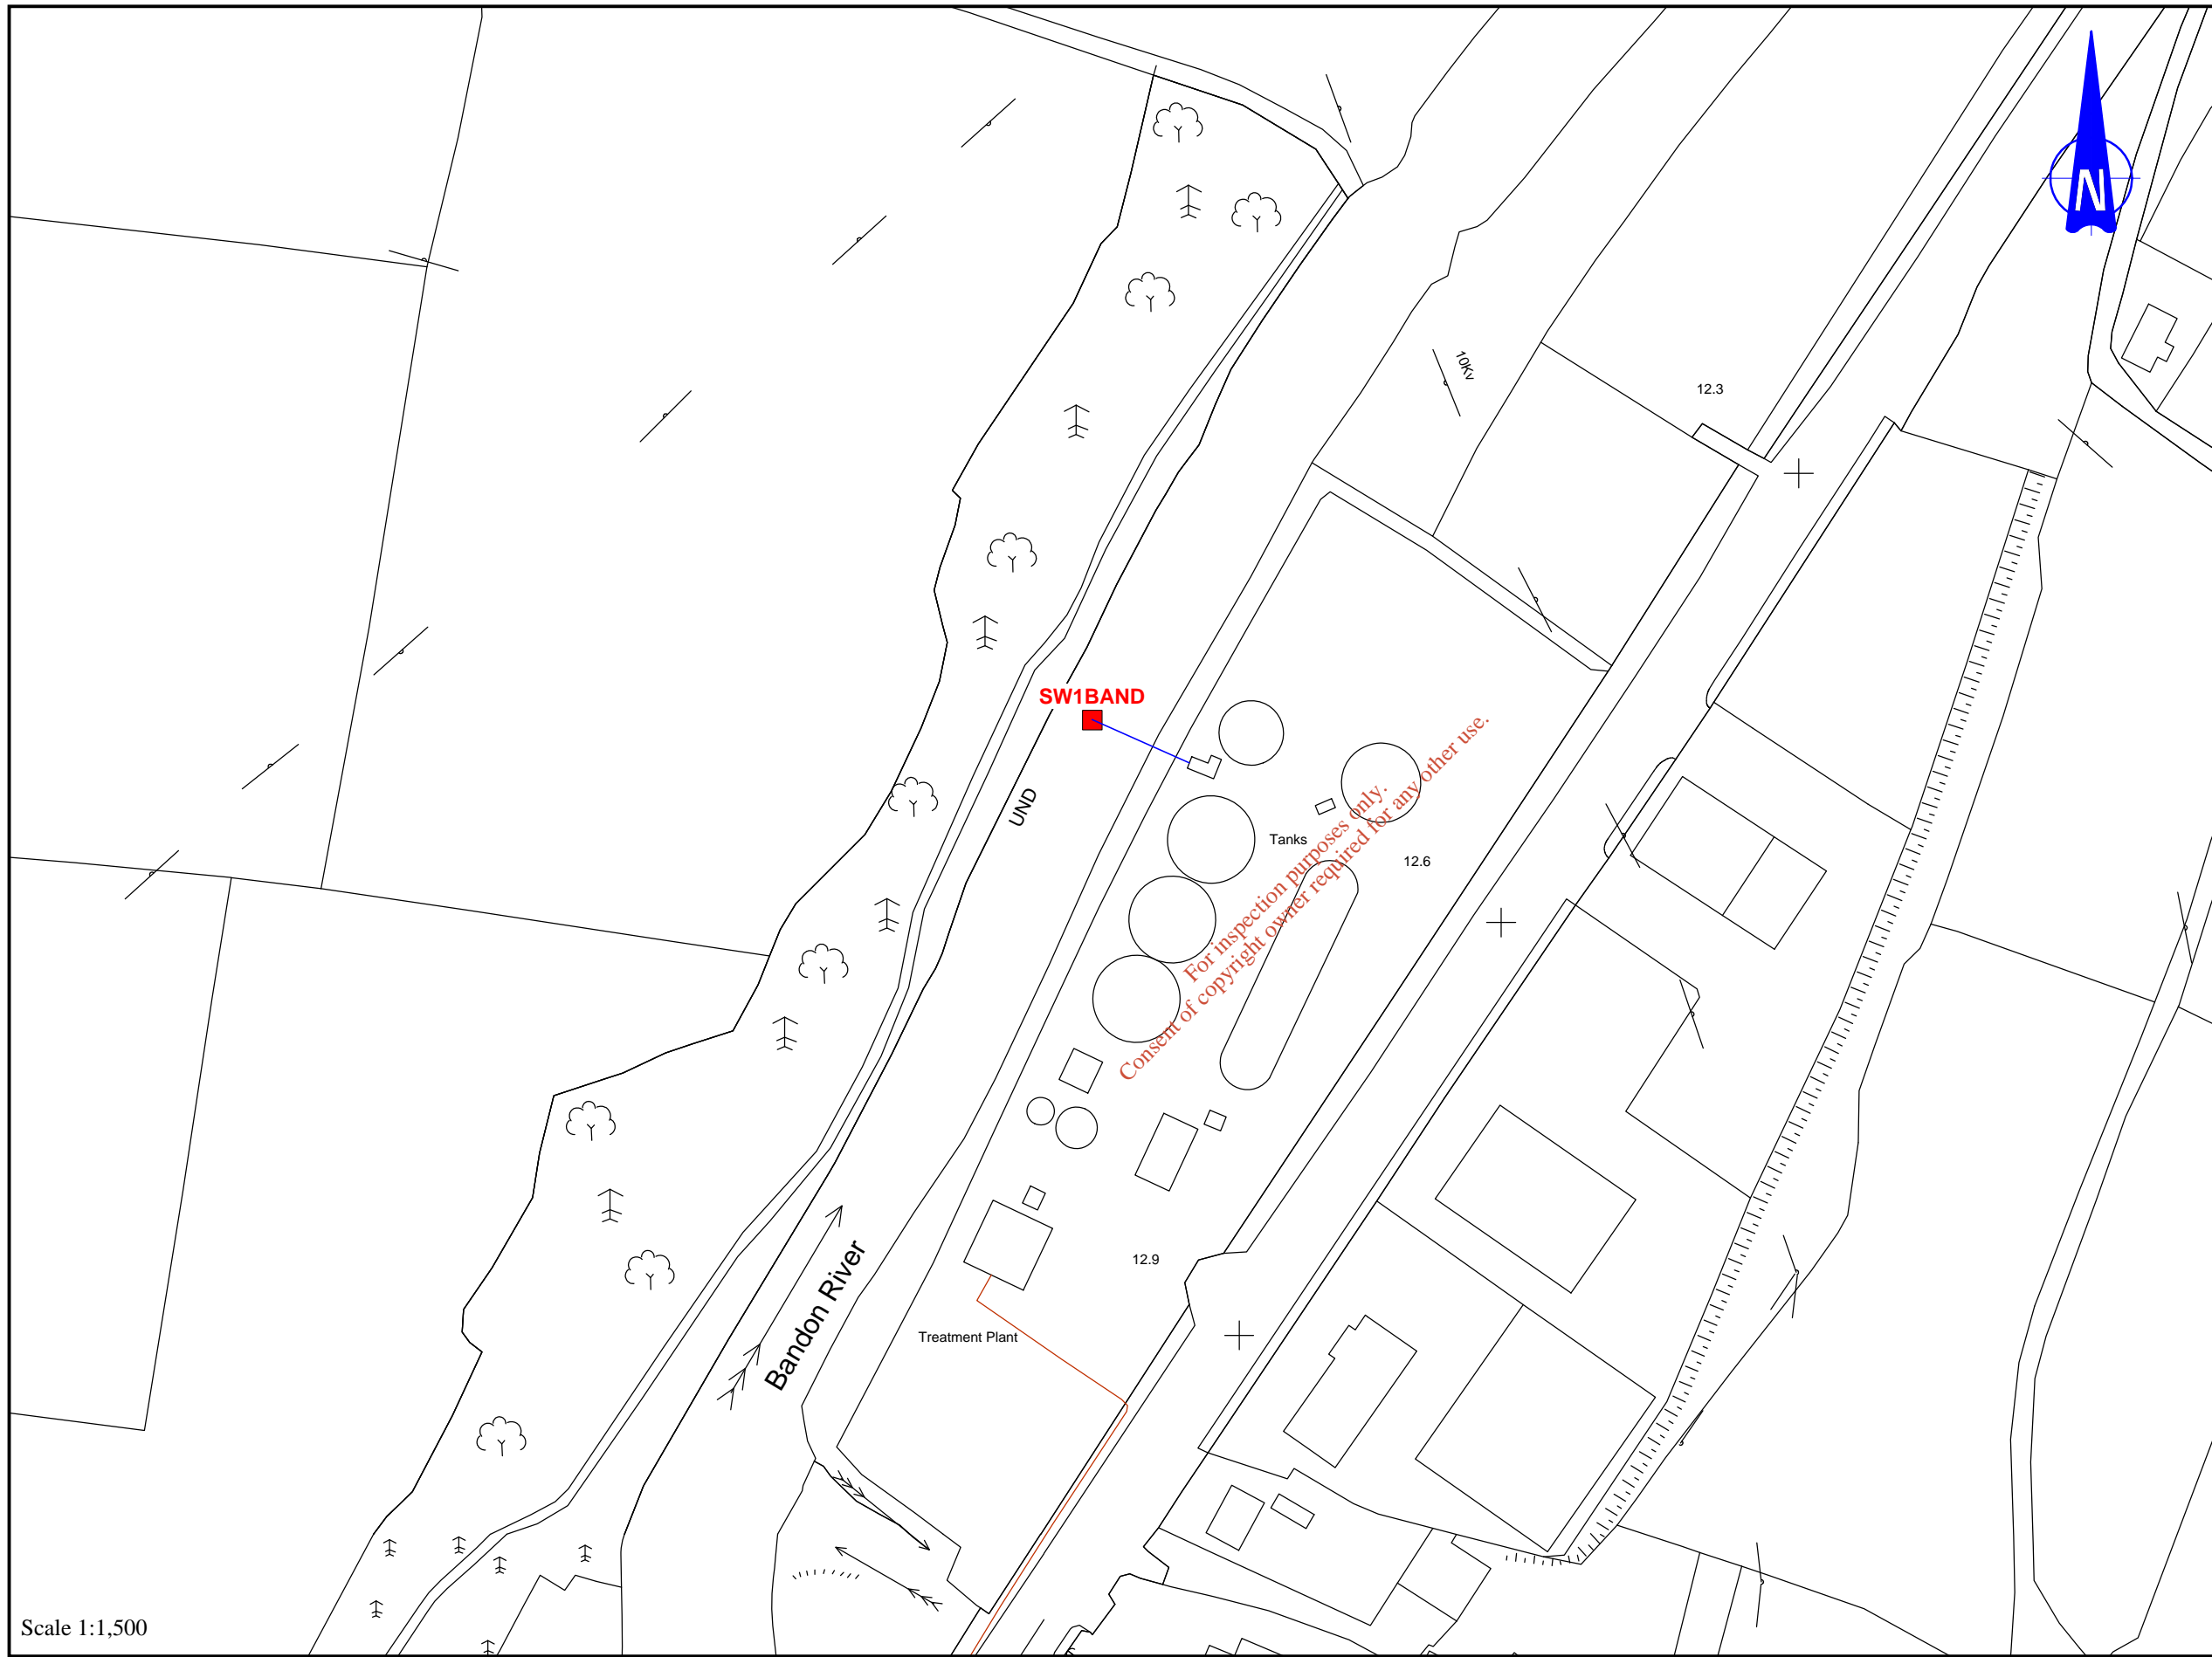 N
10Kv
12.3
SW1BAND
UND
Tanks
12.6
For inspection purposes only.
Consent of copyright owner required for any other use.
12.9
Bandon River
Treatment Plant
Scale 1:1,500